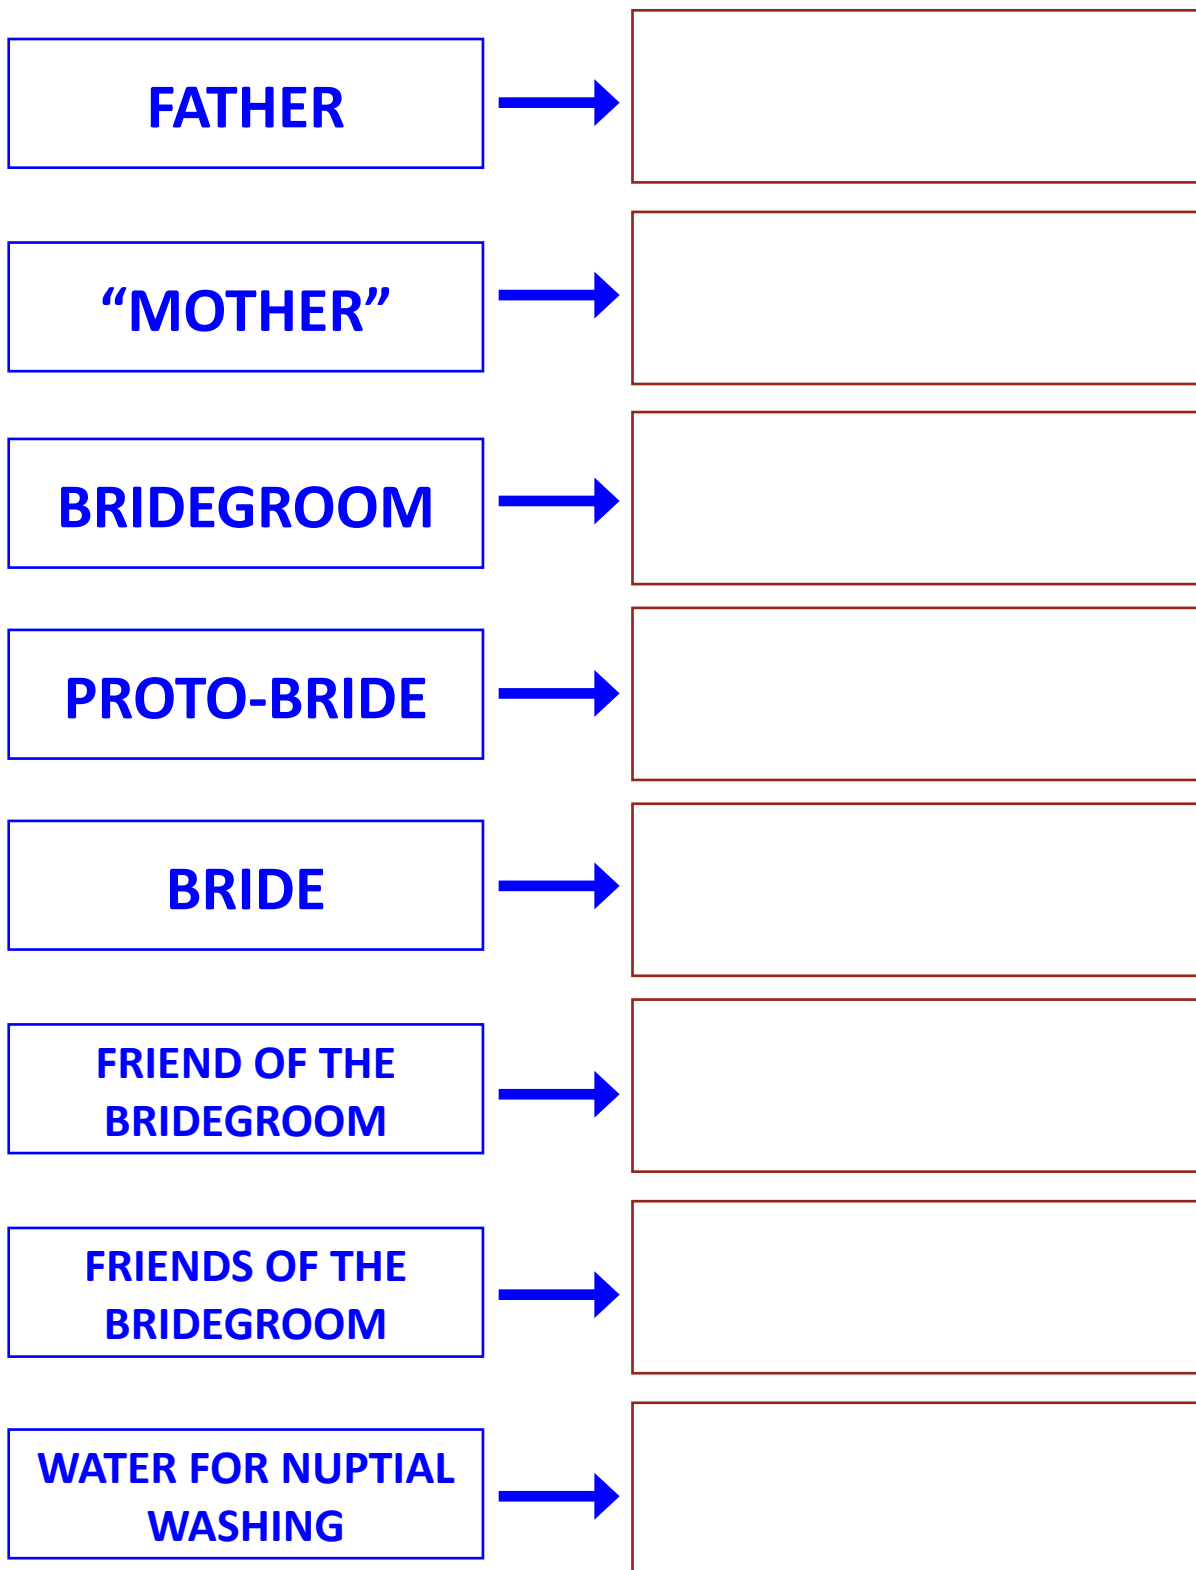 FATHER
“MOTHER”
BRIDEGROOM
PROTO-BRIDE
BRIDE
FRIEND OF THE
BRIDEGROOM
FRIENDS OF THE
BRIDEGROOM
WATER FOR NUPTIAL
WASHING